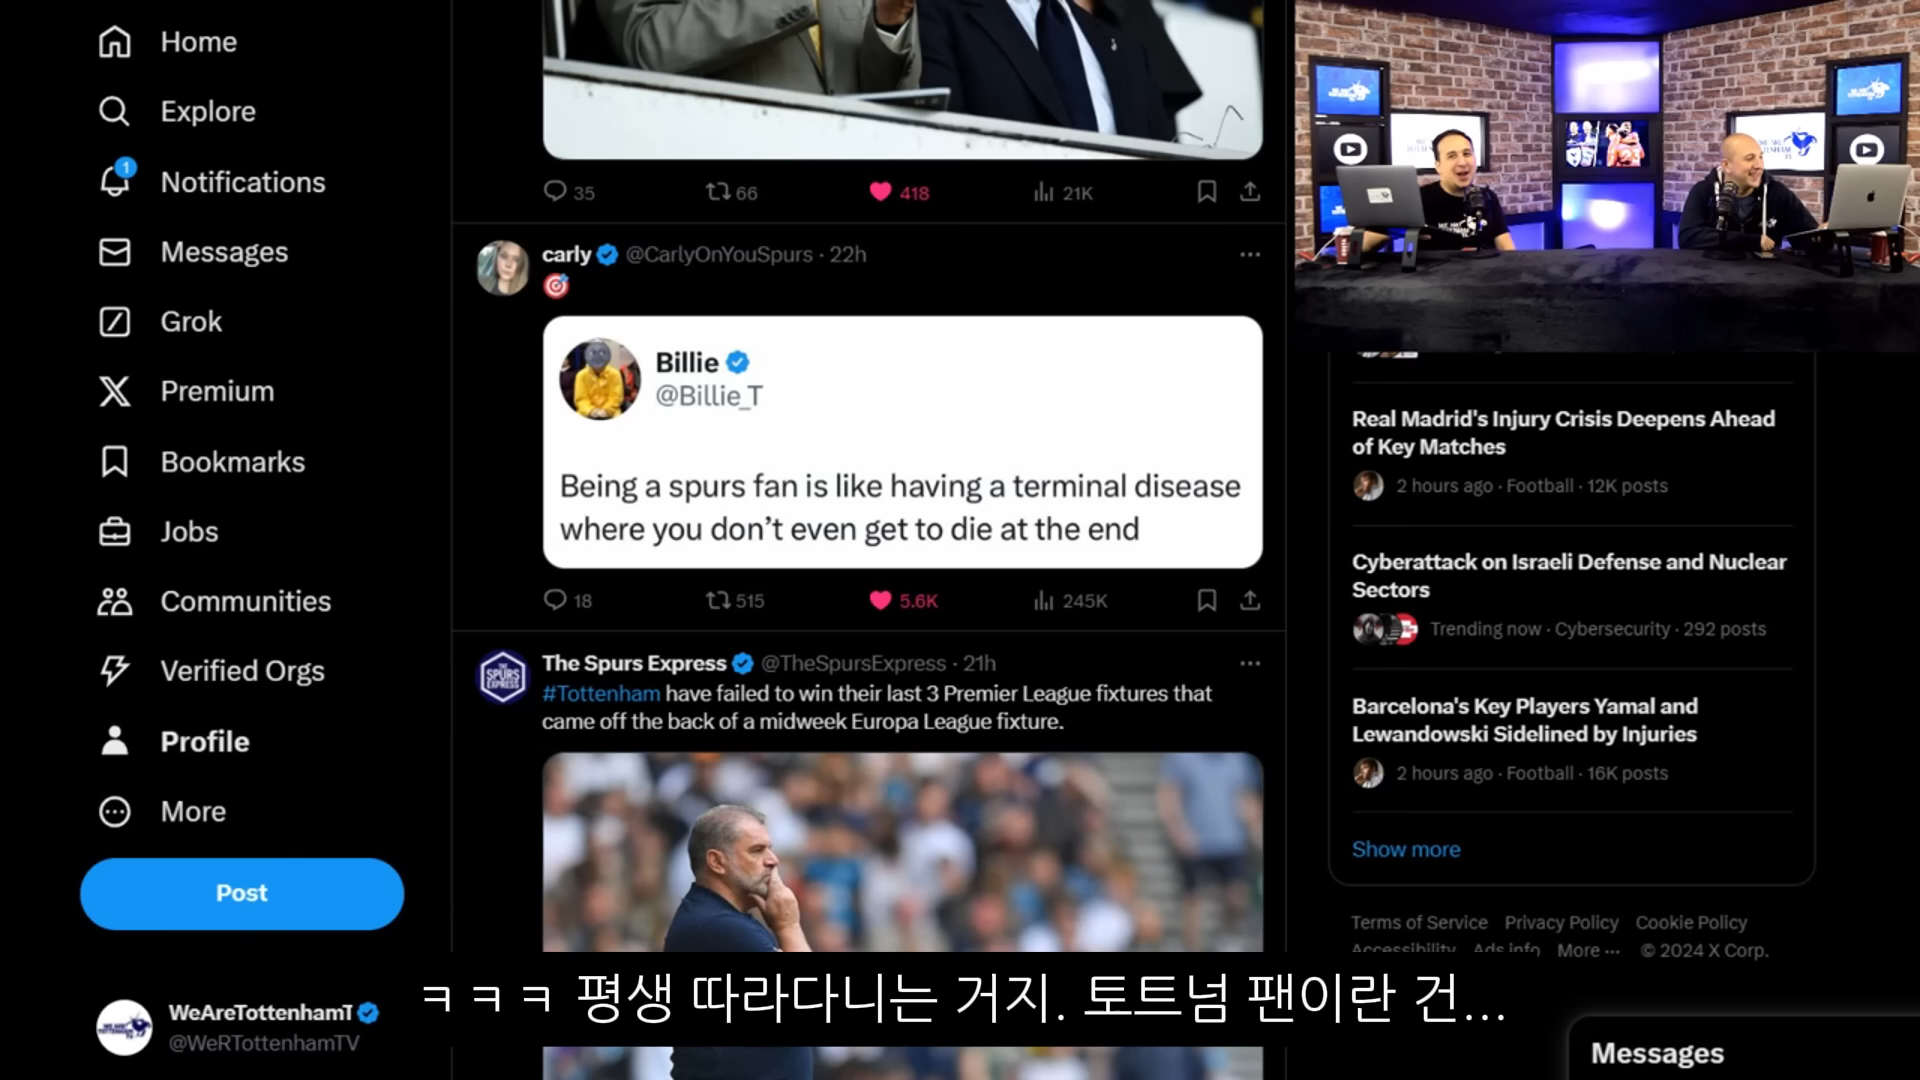 Home
Explore
1
Notifications
Messages
Grok
Premium
Bookmarks
Jobs
Communities
Verified Orgs
Profile
More
Post
WeAreTottenhamT
@WeRTottenhamTV
35
66
418
21K
carly @CarlyOnYouSpurs · 22h
Billie
@Billie_T
Being a spurs fan is like having a terminal disease
where you don't even get to die at the end
18
515
5.6K
245K
The Spurs Express @TheSpursExpress · 21h
#Tottenham have failed to win their last 3 Premier League fixtures that
came off the back of a midweek Europa League fixture.
Real Madrid's Injury Crisis Deepens Ahead
of Key Matches
2 hours ago · Football · 12K posts
Cyberattack on Israeli Defense and Nuclear
Sectors
Trending now · Cybersecurity · 292 posts
Barcelona's Key Players Yamal and
Lewandowski Sidelined by Injuries
2 hours ago · Football · 16K posts
Show more
Terms of Service Privacy Policy Cookie Policy
Accessibility Ads info More ··· © 2024 X Corp.
ㅋㅋㅋ 평생 따라다니는 거지. 토트넘 팬이란 건...
Messages